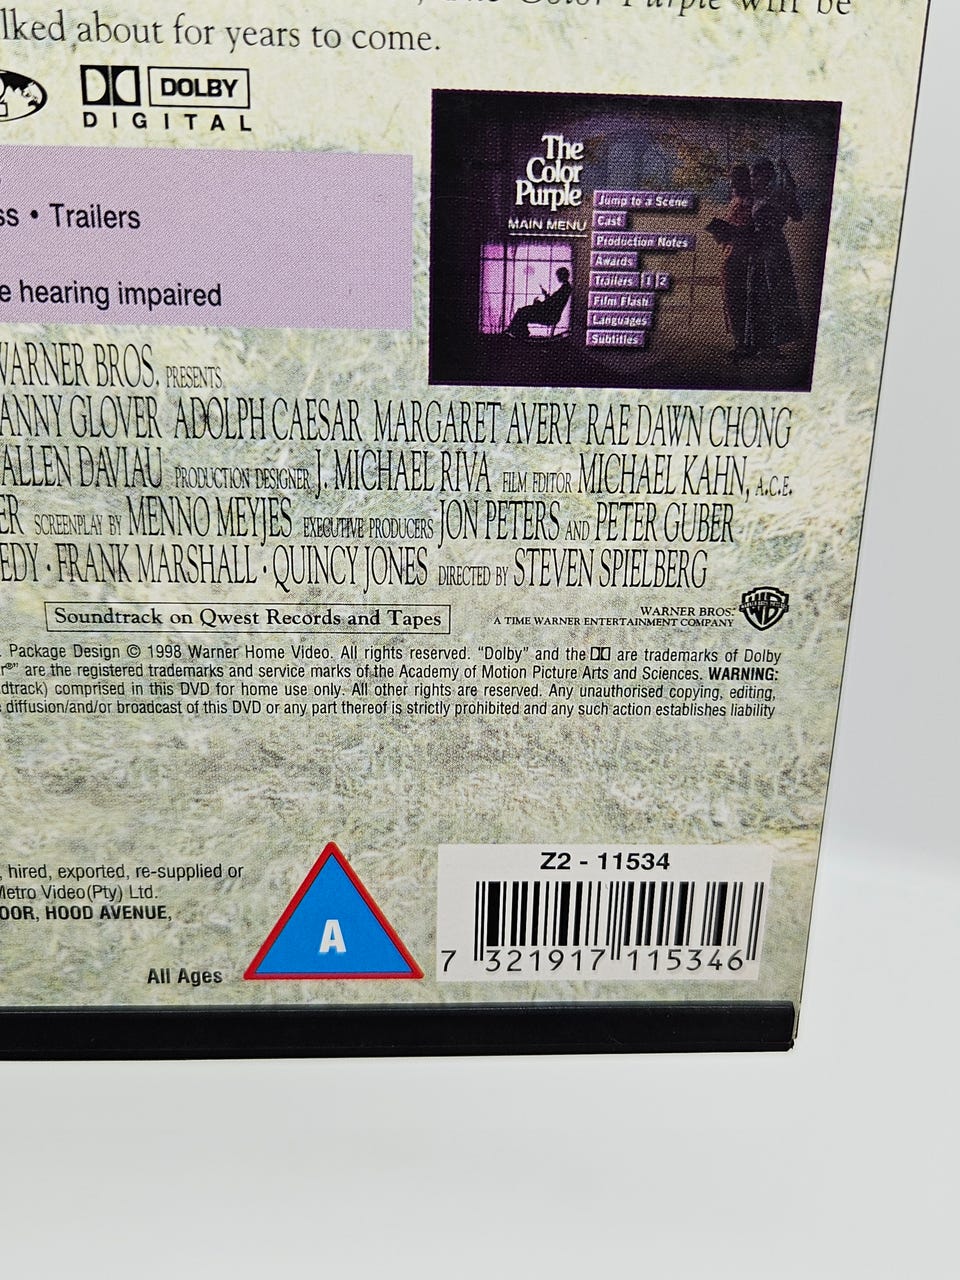 The Color Purple will be
lked about for years to come.
2
DOLBY
DIGITAL
ss • Trailers
e hearing impaired
The
Color
Purple
MAIN MENU
Jump to a Scene
Cast
Production Notes
Awards
Trailers 1 2
Film Flash
Languages
Subtitles
WARNER BROS. PRESENTS
ANNY GLOVER ADOLPH CAESAR MARGARET AVERY RAE DAWN CHONG
ALLEN DAVIAU PRODUCTION DESIGNER J. MICHAEL RIVA FILM EDITOR MICHAEL KAHN, A.C.E.
ER SCREENPLAY BY MENNO MEYJES EXECUTIVE PRODUCERS JON PETERS AND PETER GUBER
EDY • FRANK MARSHALL • QUINCY JONES DIRECTED BY STEVEN SPIELBERG
Soundtrack on Qwest Records and Tapes
WARNER BROS.
A TIME WARNER ENTERTAINMENT COMPANY
WB
. Package Design © 1998 Warner Home Video. All rights reserved. “Dolby” and the are trademarks of Dolby
r®” are the registered trademarks and service marks of the Academy of Motion Picture Arts and Sciences. WARNING:
dtrack) comprised in this DVD for home use only. All other rights are reserved. Any unauthorised copying, editing,
diffusion/and/or broadcast of this DVD or any part thereof is strictly prohibited and any such action establishes liability
, hired, exported, re-supplied or
Metro Video(Pty) Ltd.
OOR, HOOD AVENUE,
All Ages
A
Z2 - 11534
7 321917 115346